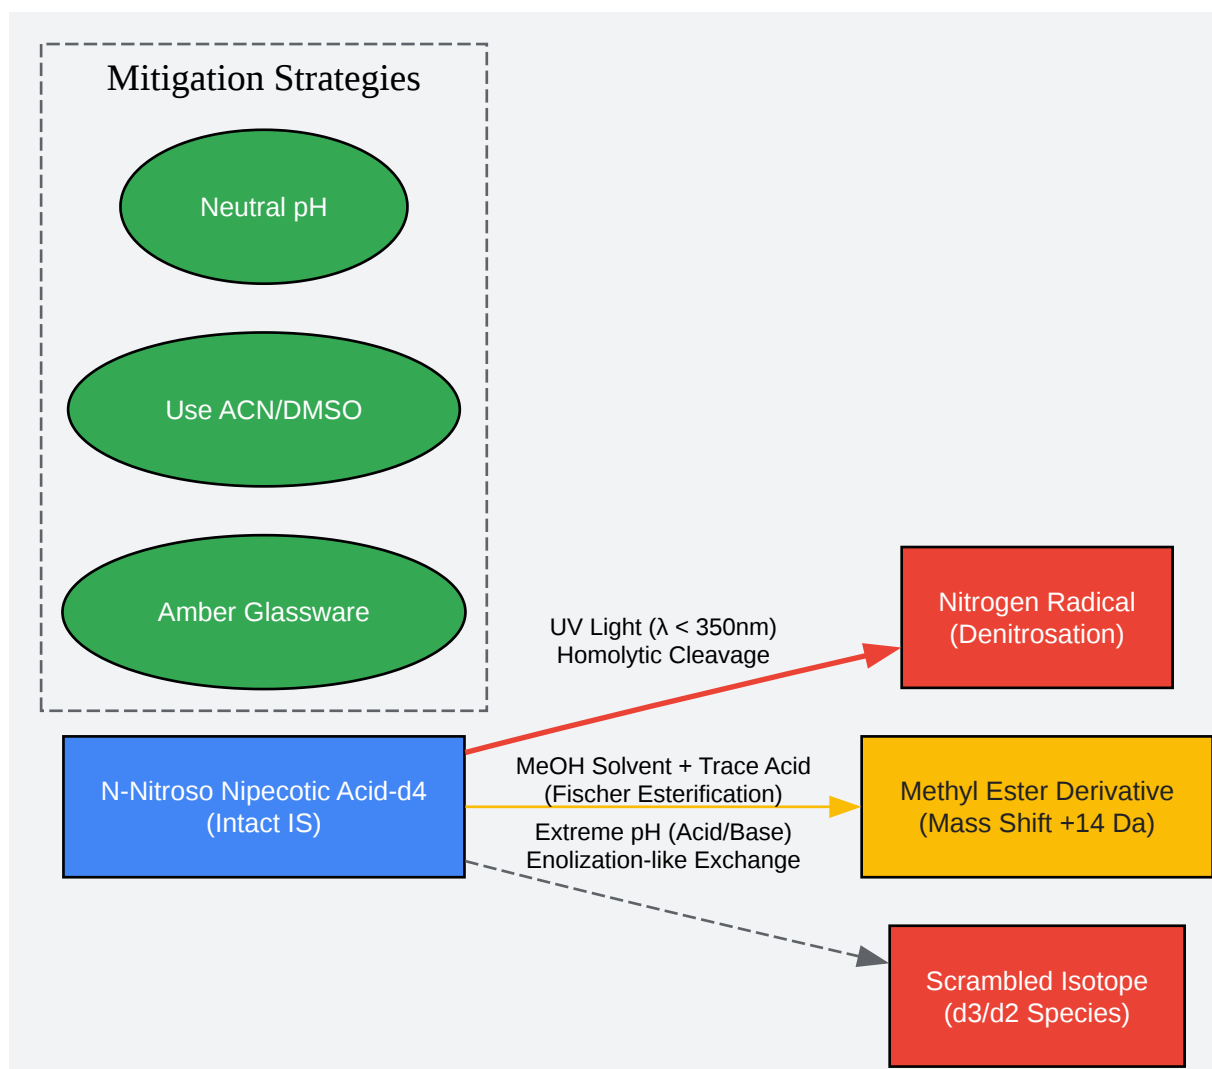 Mitigation Strategies
Neutral pH
Use ACN/DMSO
Amber Glassware
UV Light (λ < 350nm)
Homolytic Cleavage
Nitrogen Radical
(Denitrosation)
N-Nitroso Nipecotic Acid-d4
(Intact IS)
MeOH Solvent + Trace Acid
(Fischer Esterification)
Methyl Ester Derivative
(Mass Shift +14 Da)
Extreme pH (Acid/Base)
Enolization-like Exchange
Scrambled Isotope
(d3/d2 Species)